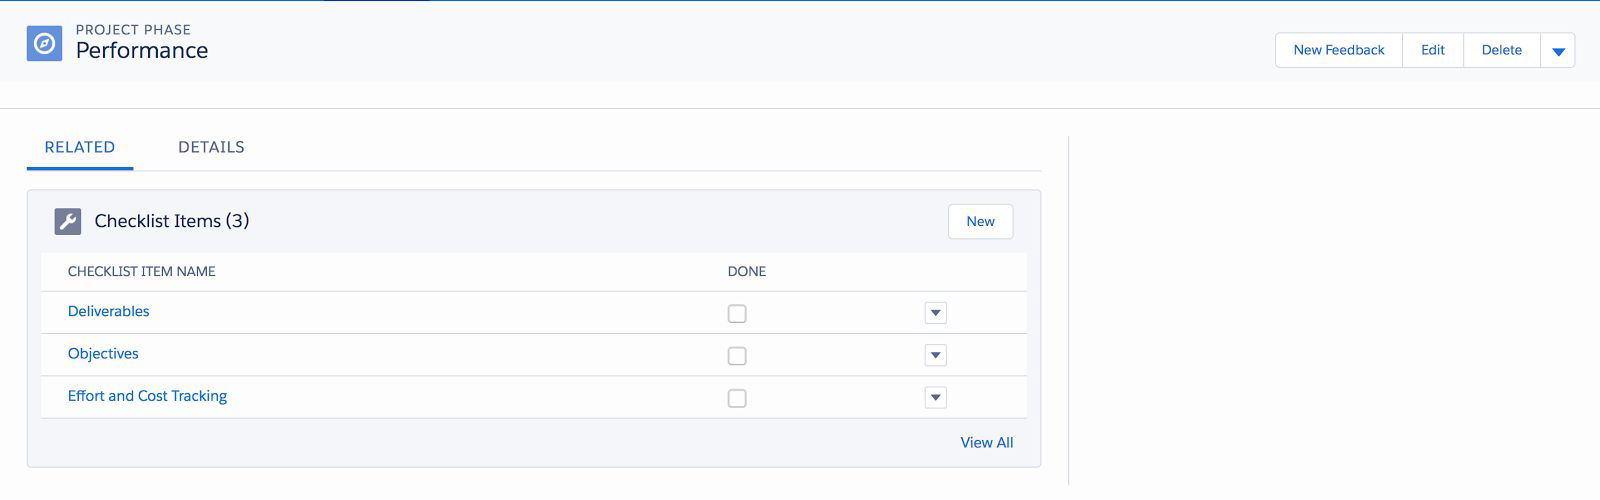 PROJECT PHASE
Performance
New Feedback Edit Delete
RELATED DETAILS
Checklist Items (3) New
CHECKLIST ITEM NAME DONE
Deliverables
Objectives
Effort and Cost Tracking
View All